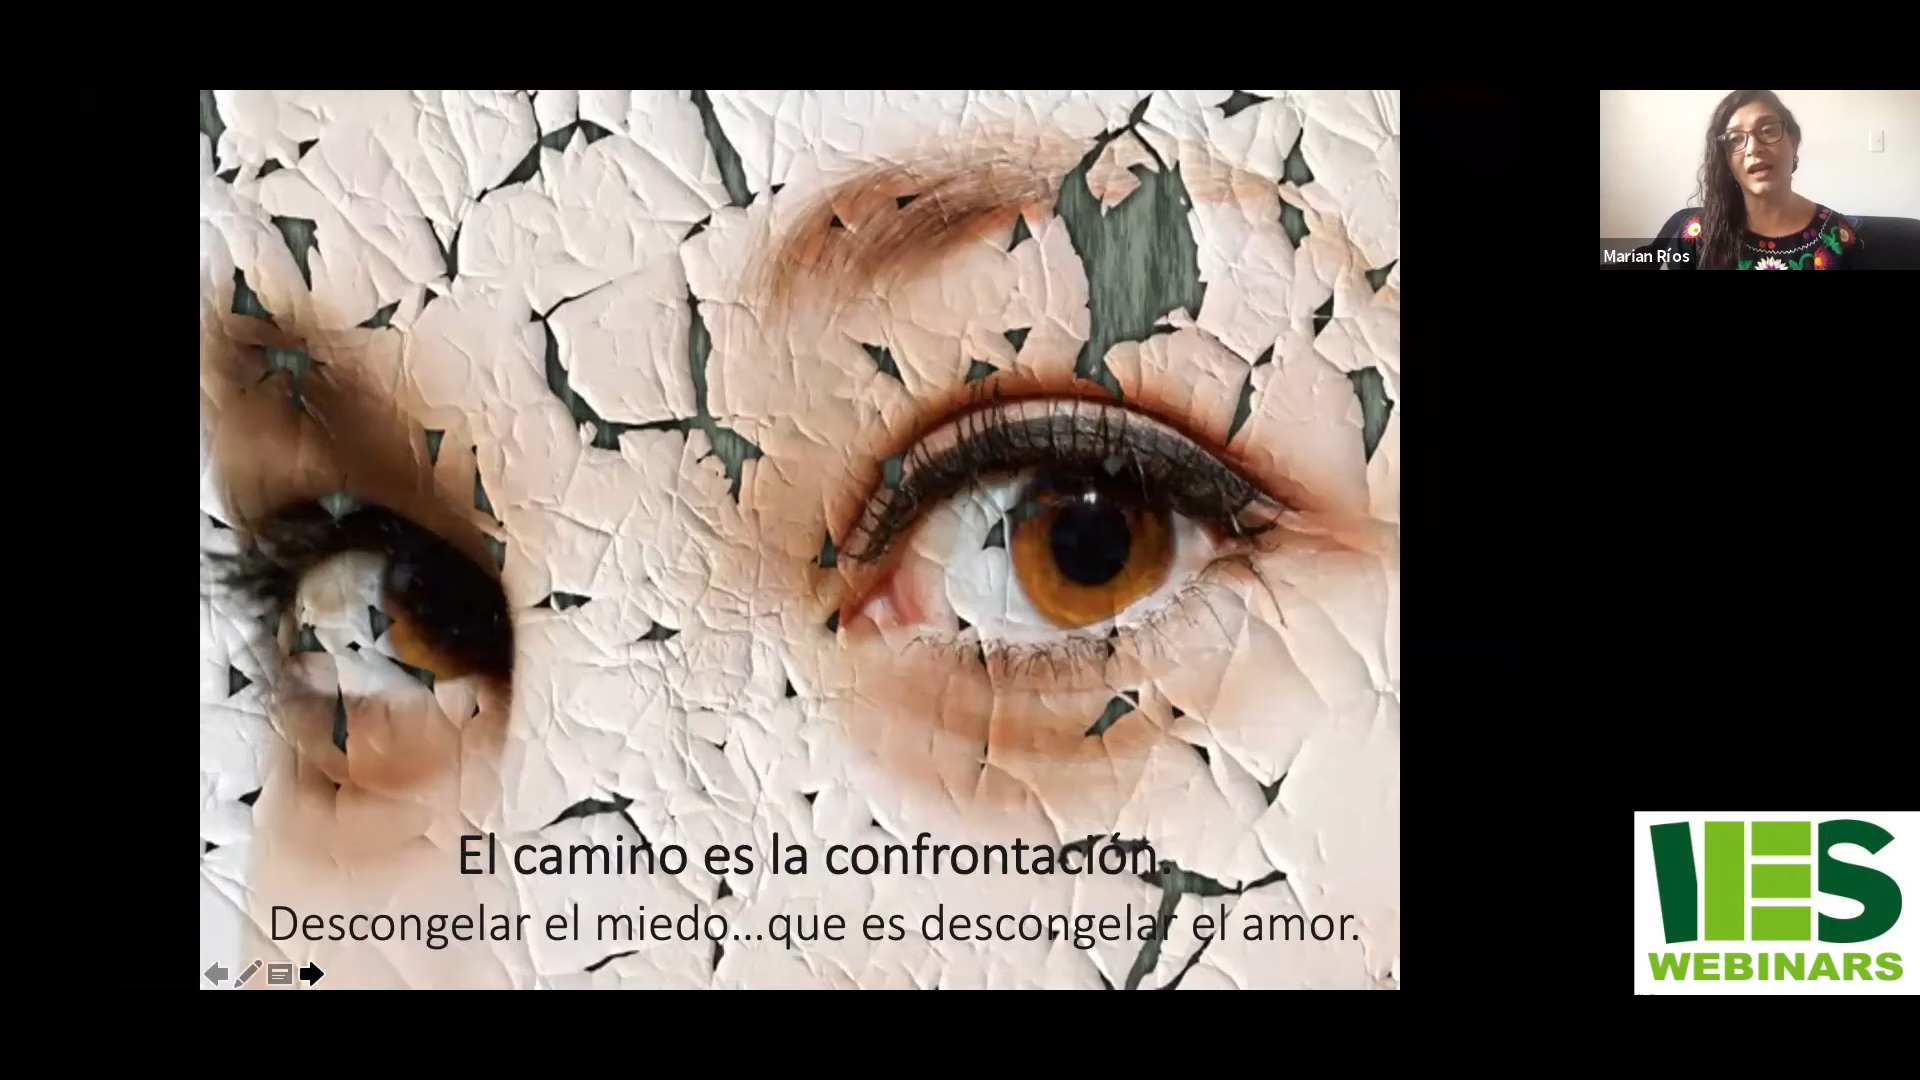 El camino es la confrontación.
Descongelar el miedo...que es descongelar el amor.
Marian Ríos
IES
WEBINARS